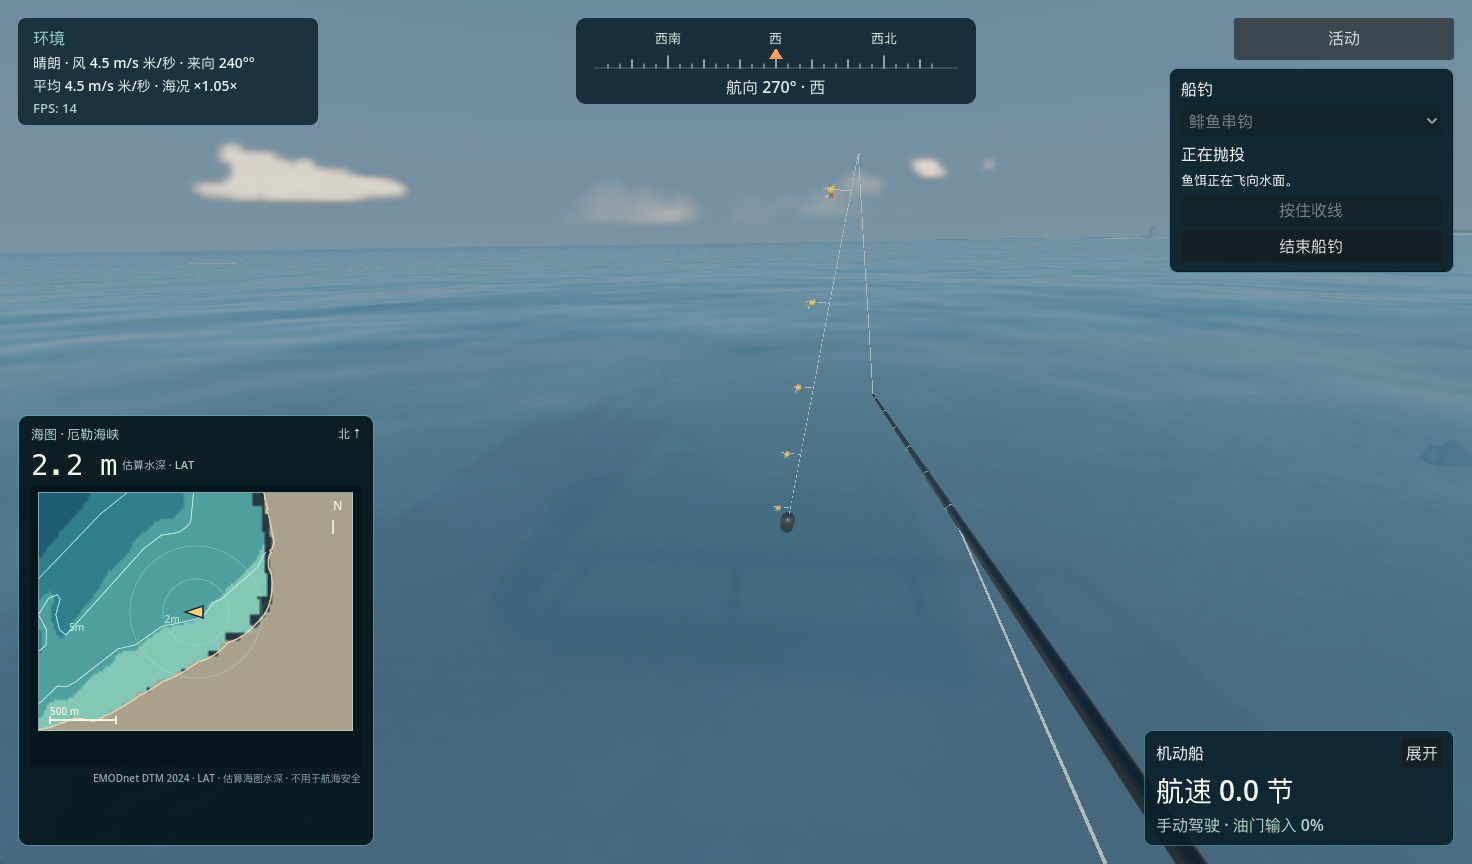 环境
晴朗 · 风 4.5 m/s 米/秒 · 来向 240°°
平均 4.5 m/s 米/秒 · 海况 ×1.05×
FPS: 14
西南 西 西北
航向 270° · 西
活动
船钓
鲱鱼串钩
正在抛投
鱼饵正在飞向水面。
按住收线
结束船钓
海图 · 厄勒海峡 北 ↑
2.2 m 估算水深 · LAT
N
2m
5m
500 m
EMODnet DTM 2024 · LAT · 估算海图水深 · 不用于航海安全
机动船 展开
航速 0.0 节
手动驾驶 · 油门输入 0%